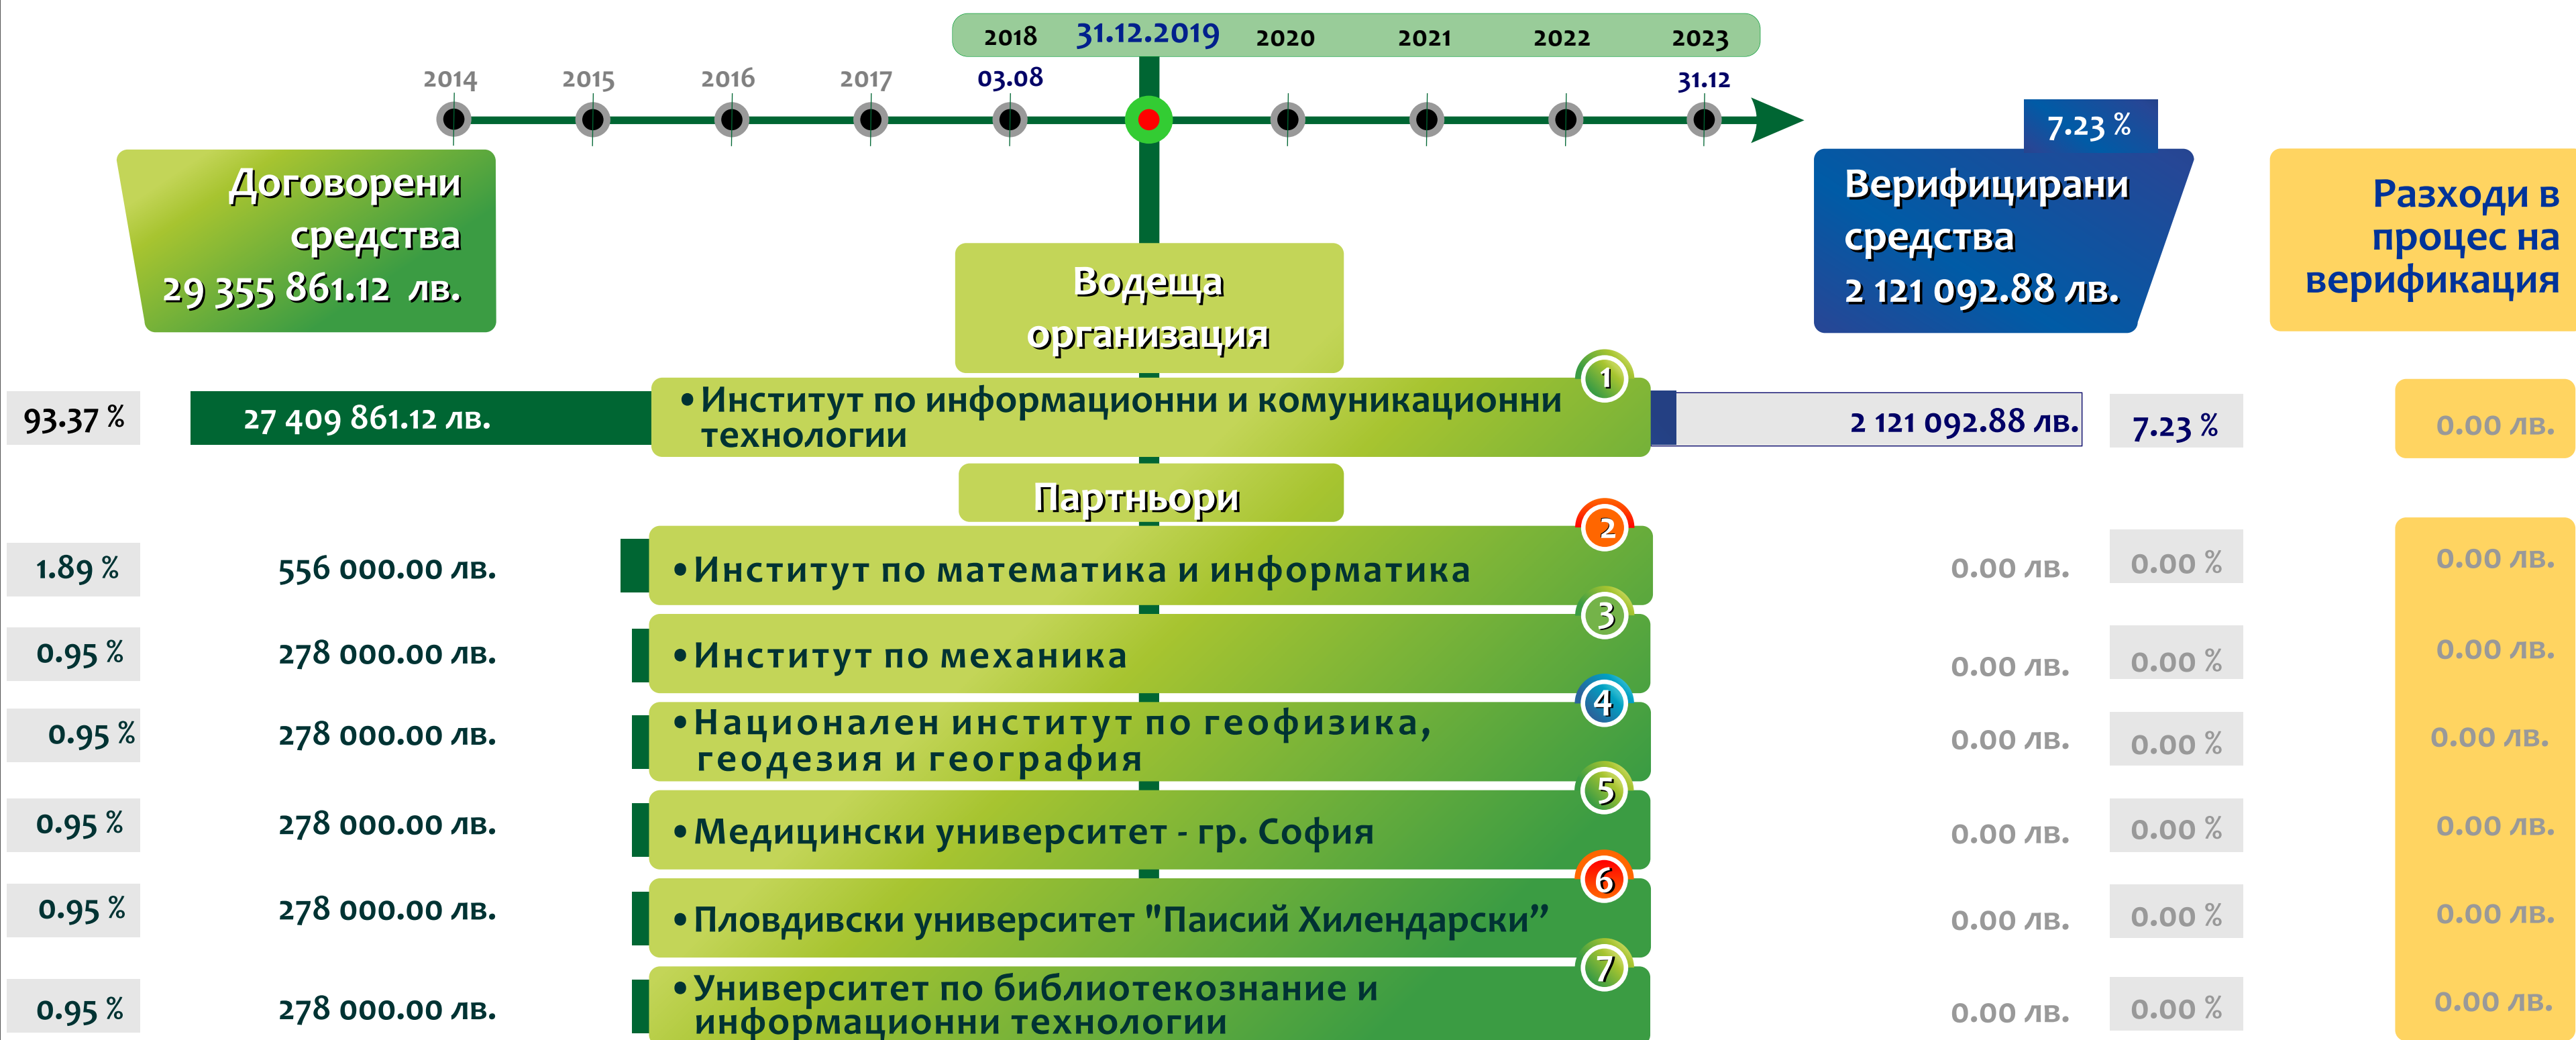 2018 31.12.2019 2020 2021 2022 2023
2014 2015 2016 2017 03.08 31.12
7.23 %
Договорени
средства
29 355 861.12 лв.
Водеща
организация
Верифицирани
средства
2 121 092.88 лв.
Разходи в
процес на
верификация
93.37 % 27 409 861.12 лв.
•Институт по информационни и комуникационни
технологии
1
2 121 092.88 лв. 7.23 % 0.00 лв.
Партньори
1.89 % 556 000.00 лв. •Институт по математика и информатика 2 0.00 лв. 0.00 % 0.00 лв.
0.95 % 278 000.00 лв. •Институт по механика 3 0.00 лв. 0.00 % 0.00 лв.
0.95 % 278 000.00 лв. •Национален институт по геофизика,
геодезия и география
4 0.00 лв. 0.00 % 0.00 лв.
0.95 % 278 000.00 лв. •Медицински университет - гр. София 5 0.00 лв. 0.00 % 0.00 лв.
0.95 % 278 000.00 лв. •Пловдивски университет "Паисий Хилендарски” 6 0.00 лв. 0.00 % 0.00 лв.
0.95 % 278 000.00 лв. •Университет по библиотекознание и
информационни технологии
7 0.00 лв. 0.00 % 0.00 лв.